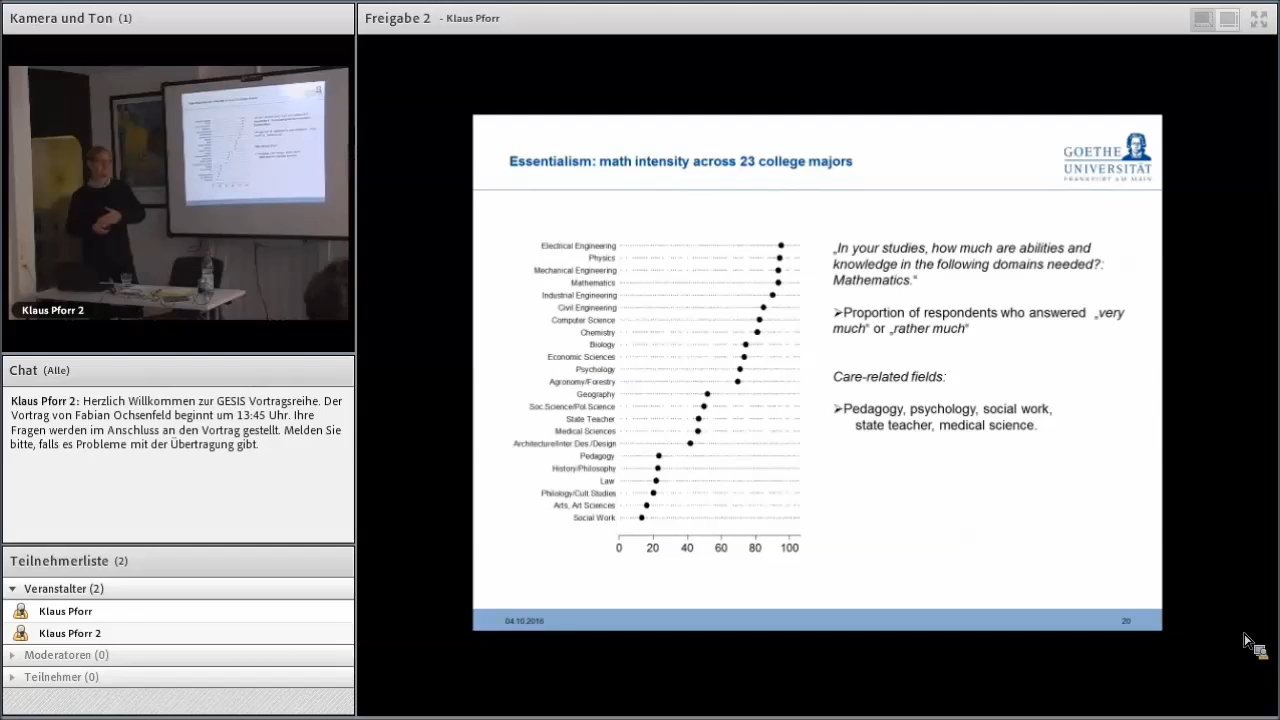 Kamera und Ton (1)
Klaus Pforr 2
Chat (Alle)
Klaus Pforr 2: Herzlich Willkommen zur GESIS Vortragsreihe. Der
trag von Fabian Ochsenfeld beginnt um 13:45 Uhr. Ihre
gen werden im Anschluss an den Vortrag gestellt. Melden Sie
bitte, falls es Probleme mit der Übertragung gibt.
Teilnehmerliste (2)
Veranstalter (2)
Klaus Pforr
Klaus Pforr 2
Moderatoren (0)
Teilnehmer (0)
Freigabe 2 - Klaus Pforr
Essentialism: math intensity across 23 college majors
GOETHE
UNIVERSITÄT
FRANKFURT AM MAIN
Electrical Engineering
Physics
Mechanical Engineering
Mathematics
Industrial Engineering
Civil Engineering
Computer Science
Chemistry
Biology
Economic Sciences
Psychology
Agronomy/Forestry
Geography
Soc.Science/Pol.Science
State Teacher
Medical Sciences
Architecture/Inter.Des./Design
Pedagogy
History/Philosophy
Law
Philology/Cult.Studies
Arts, Art Sciences
Social Work
0 20 40 60 80 100
„In your studies, how much are abilities and
knowledge in the following domains needed?:
Mathematics.“
➢Proportion of respondents who answered „very
much“ or „rather much“
Care-related fields:
➢Pedagogy, psychology, social work,
state teacher, medical science.
04.10.2016
20